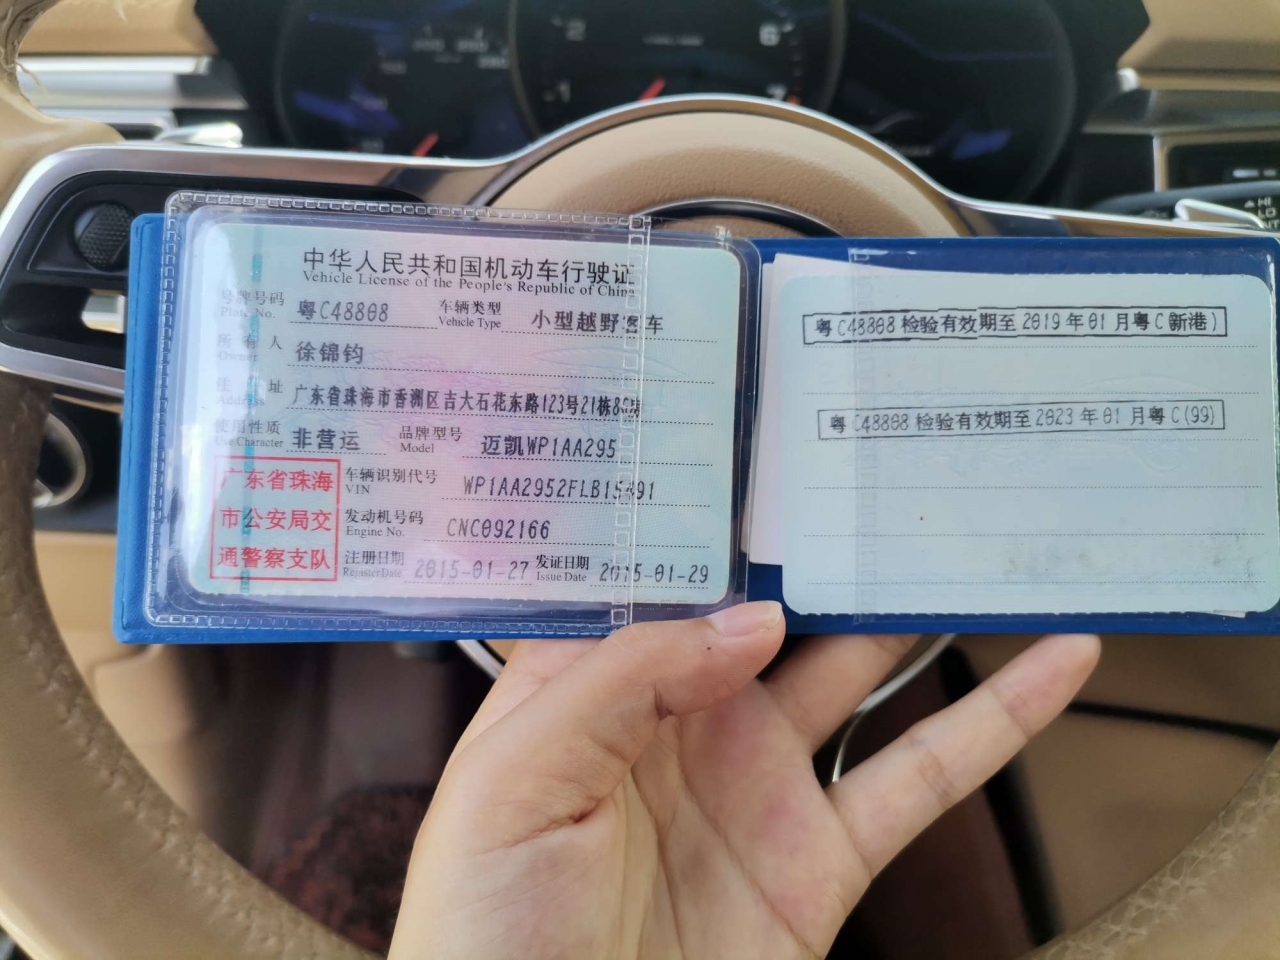 中华人民共和国机动车行驶证
Vehicle License of the People's Republic of China
号牌号码 粤C48808 车辆类型 小型越野客车
Plate No. Vehicle Type
所有人 徐锦钧
Owner
住址 广东省珠海市香洲区吉大石花东路123号21栋
Address
使用性质 非营运 品牌型号 迈凯WP1AA295
Use Character Model
广东省珠海
市公安局交
通警察支队
车辆识别代号
VIN
发动机号码 CNC092166
Engine No.
注册日期 2015-01-27 发证日期 2015-01-29
Register Date Issue Date
粤C48808检验有效期至2019年01月粤C(新港)
粤C48808检验有效期至2023年01月粤C(99)
6
1
7
HI
LO